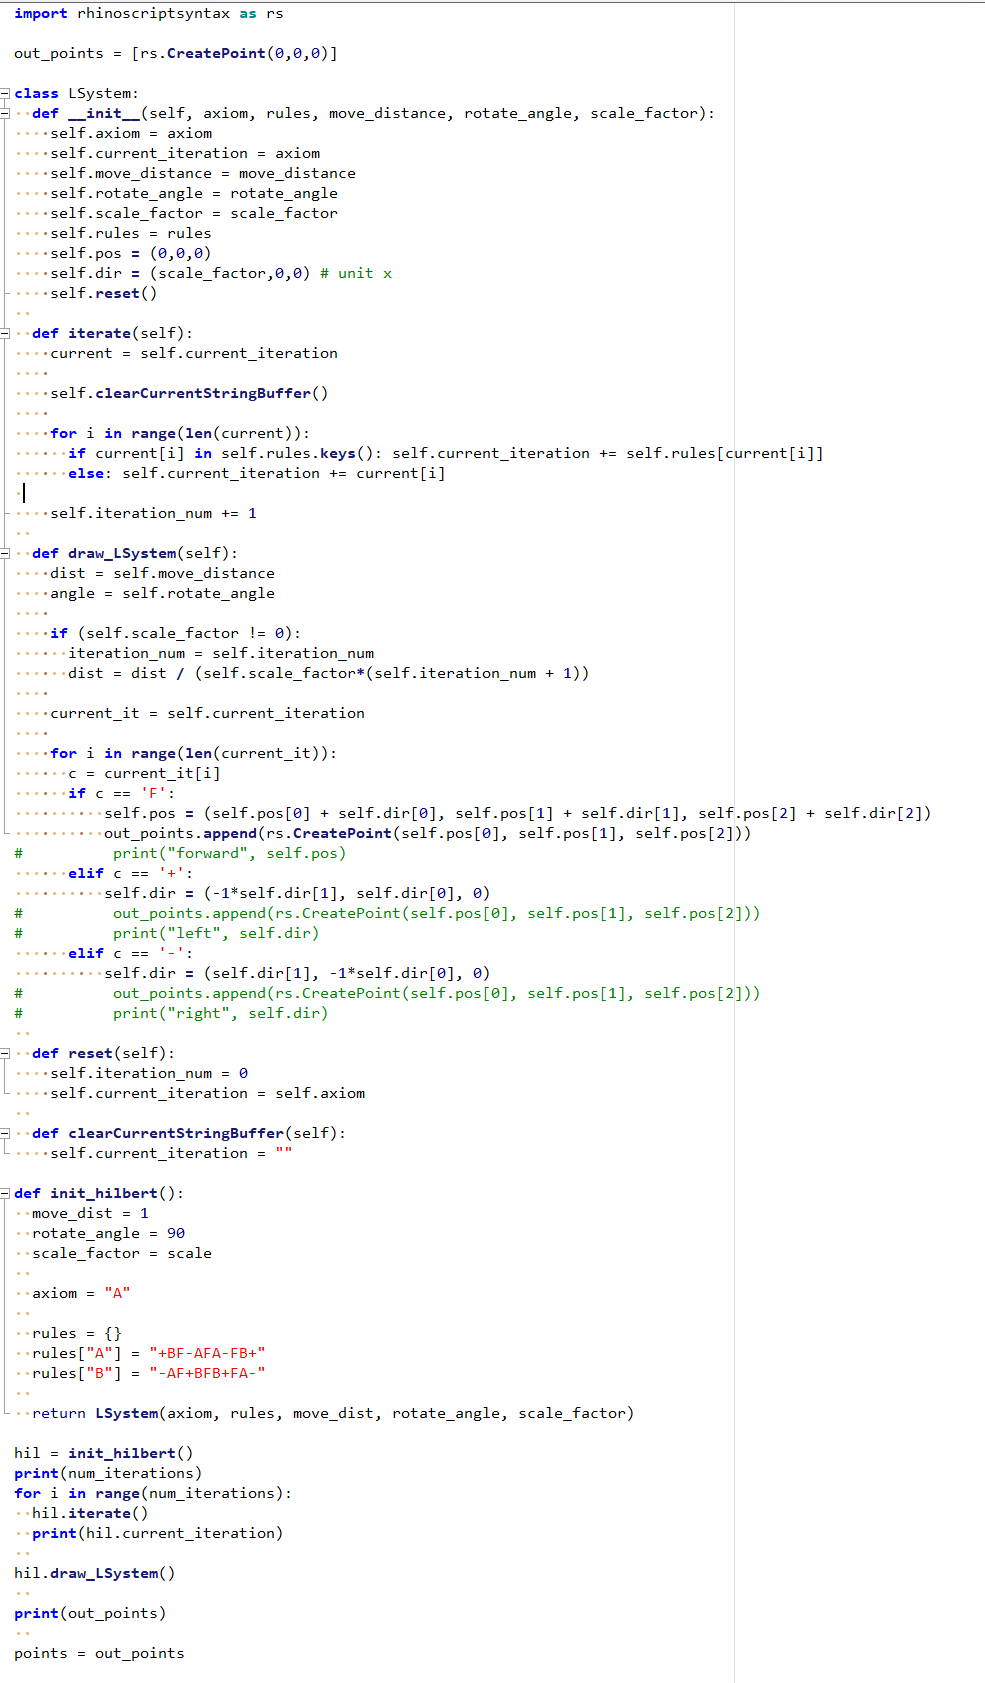 import rhinoscriptsyntax as rs
out_points = [rs.CreatePoint(0,0,0)]
class LSystem:
  def __init__(self, axiom, rules, move_distance, rotate_angle, scale_factor):
    self.axiom = axiom
    self.current_iteration = axiom
    self.move_distance = move_distance
    self.rotate_angle = rotate_angle
    self.scale_factor = scale_factor
    self.rules = rules
    self.pos = (0,0,0)
    self.dir = (scale_factor,0,0) # unit x
    self.reset()
  def iterate(self):
    current = self.current_iteration
    self.clearCurrentStringBuffer()
    for i in range(len(current)):
      if current[i] in self.rules.keys(): self.current_iteration += self.rules[current[i]]
      else: self.current_iteration += current[i]
    self.iteration_num += 1
  def draw_LSystem(self):
    dist = self.move_distance
    angle = self.rotate_angle
    if (self.scale_factor != 0):
      iteration_num = self.iteration_num
      dist = dist / (self.scale_factor*(self.iteration_num + 1))
    current_it = self.current_iteration
    for i in range(len(current_it)):
      c = current_it[i]
      if c == 'F':
          self.pos = (self.pos[0] + self.dir[0], self.pos[1] + self.dir[1], self.pos[2] + self.dir[2])
          out_points.append(rs.CreatePoint(self.pos[0], self.pos[1], self.pos[2]))
#          print("forward", self.pos)
      elif c == '+':
          self.dir = (-1*self.dir[1], self.dir[0], 0)
#          out_points.append(rs.CreatePoint(self.pos[0], self.pos[1], self.pos[2]))
#          print("left", self.dir)
      elif c == '-':
          self.dir = (self.dir[1], -1*self.dir[0], 0)
#          out_points.append(rs.CreatePoint(self.pos[0], self.pos[1], self.pos[2]))
#          print("right", self.dir)
  def reset(self):
    self.iteration_num = 0
    self.current_iteration = self.axiom
  def clearCurrentStringBuffer(self):
    self.current_iteration = ""
def init_hilbert():
  move_dist = 1
  rotate_angle = 90
  scale_factor = scale
  axiom = "A"
  rules = {}
  rules["A"] = "+BF-AFA-FB+"
  rules["B"] = "-AF+BFB+FA-"
  return LSystem(axiom, rules, move_dist, rotate_angle, scale_factor)
hil = init_hilbert()
print(num_iterations)
for i in range(num_iterations):
  hil.iterate()
  print(hil.current_iteration)
hil.draw_LSystem()
print(out_points)
points = out_points